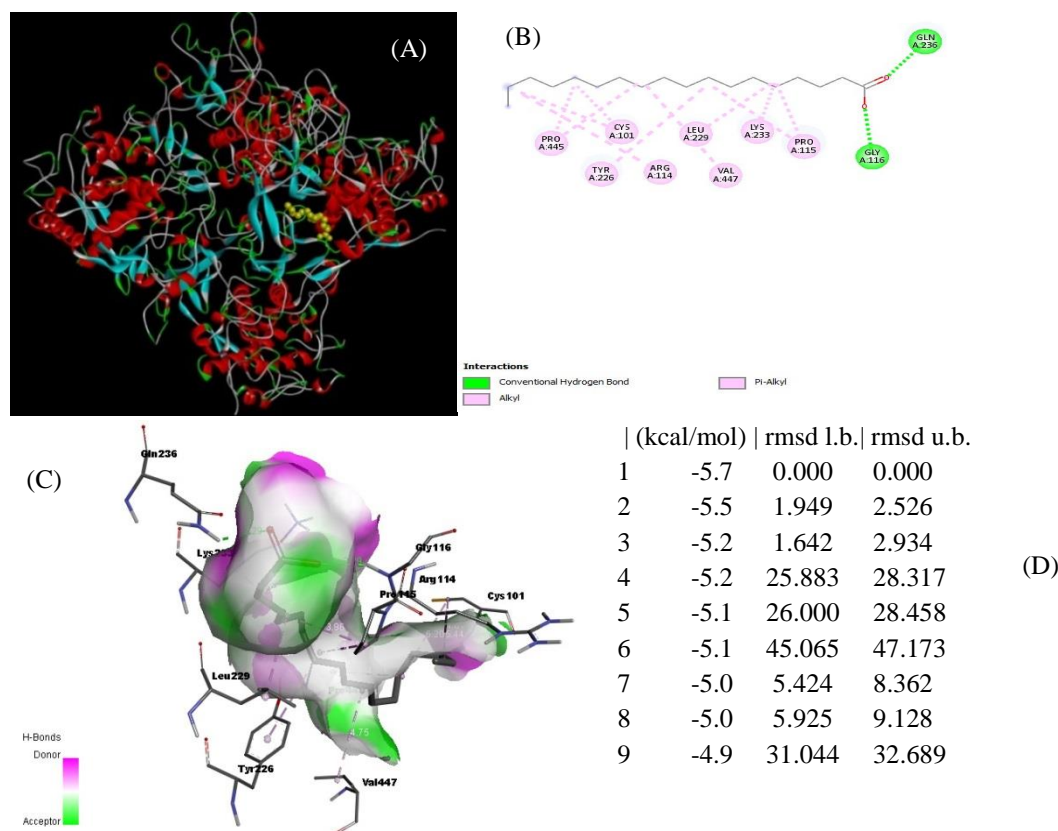 (A)
(B)
GLN
A:236
PRO
A:445
CYS
A:101
LEU
A:229
LYS
A:233
PRO
A:115
GLY
A:116
TYR
A:226
ARG
A:114
VAL
A:447
Interactions
Conventional Hydrogen Bond
Pi-Alkyl
Alkyl
(C)
Gln236
Gly116
Arg114
Pro115
Cys101
Leu229
4.75
Tyr226
Val447
H-Bonds
Donor
Acceptor
| (kcal/mol) | rmsd l.b.| rmsd u.b.
1 -5.7 0.000 0.000
2 -5.5 1.949 2.526
3 -5.2 1.642 2.934
4 -5.2 25.883 28.317
5 -5.1 26.000 28.458
6 -5.1 45.065 47.173
7 -5.0 5.424 8.362
8 -5.0 5.925 9.128
9 -4.9 31.044 32.689
(D)